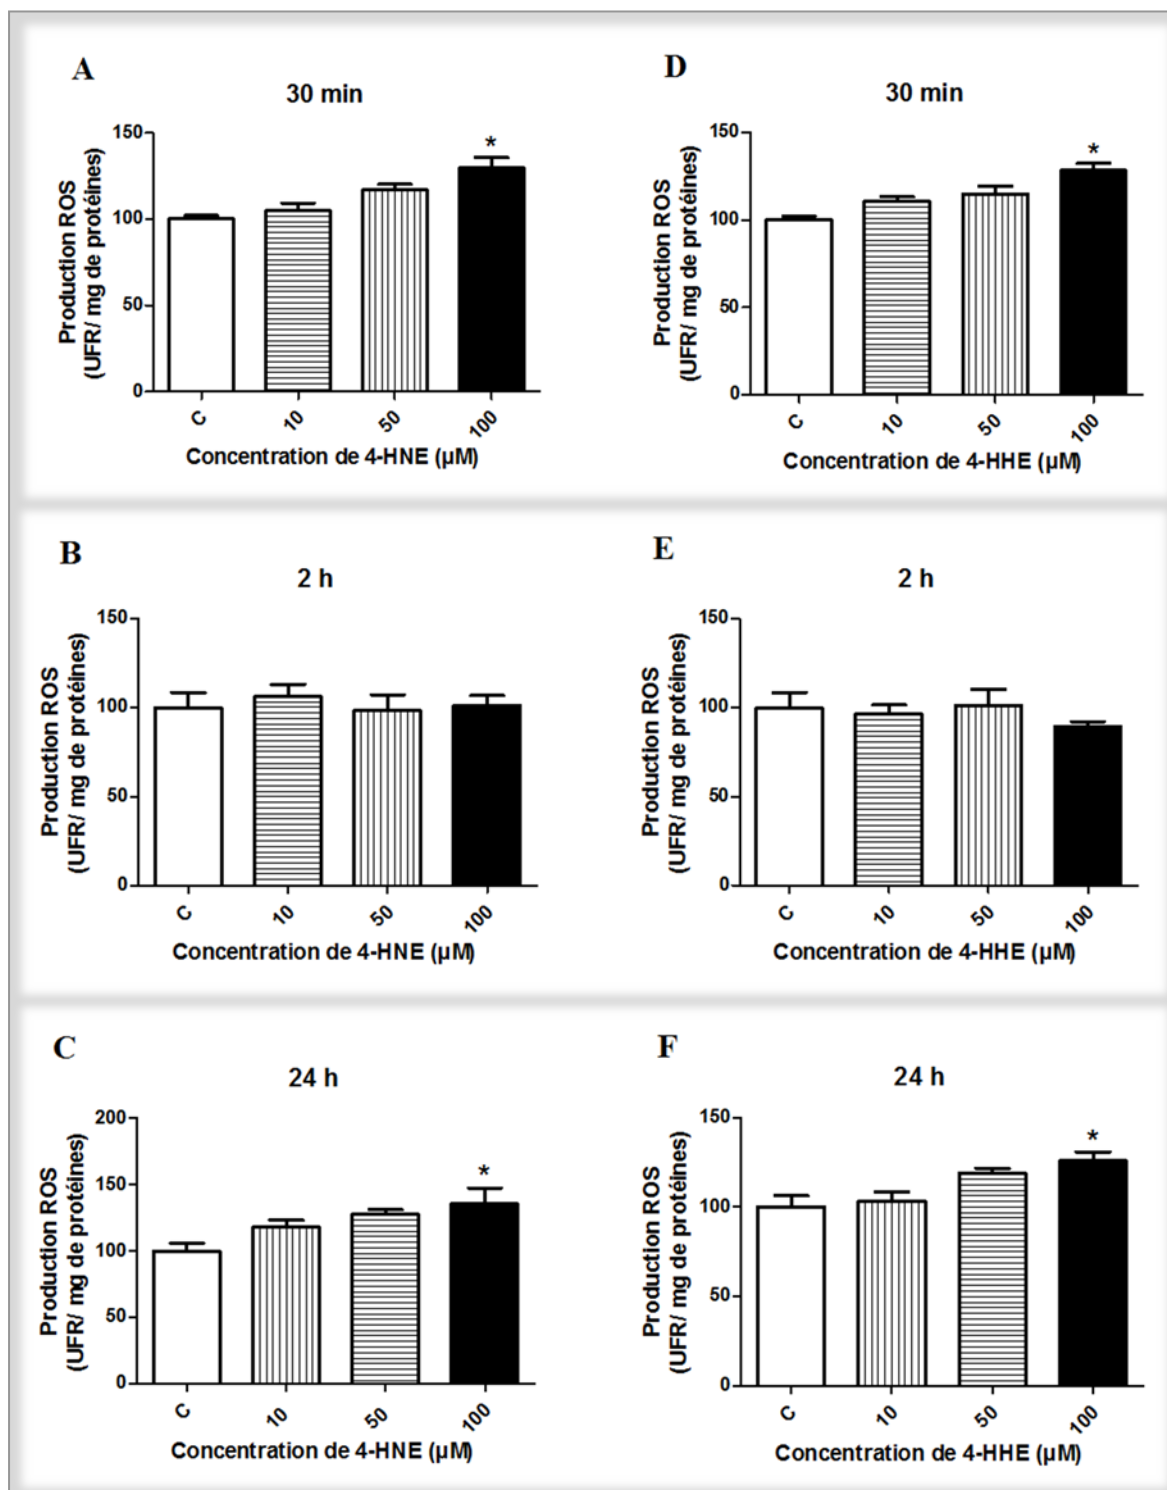 A
30 min
Production ROS
(UFR/ mg de protéines)
150
100
50
0
*
C
10
50
100
Concentration de 4-HNE (µM)
D
30 min
Production ROS
(UFR/ mg de protéines)
150
100
50
0
*
C
10
50
100
Concentration de 4-HHE (µM)
B
2 h
Production ROS
(UFR/ mg de protéines)
150
100
50
0
C
10
50
100
Concentration de 4-HNE (µM)
E
2 h
Production ROS
(UFR/ mg de protéines)
150
100
50
0
C
10
50
100
Concentration de 4-HHE (µM)
C
24 h
Production ROS
(UFR/ mg de protéines)
200
150
100
50
0
*
C
10
50
100
Concentration de 4-HNE (µM)
F
24 h
Production ROS
(UFR/ mg de protéines)
150
100
50
0
*
C
10
50
100
Concentration de 4-HHE (µM)